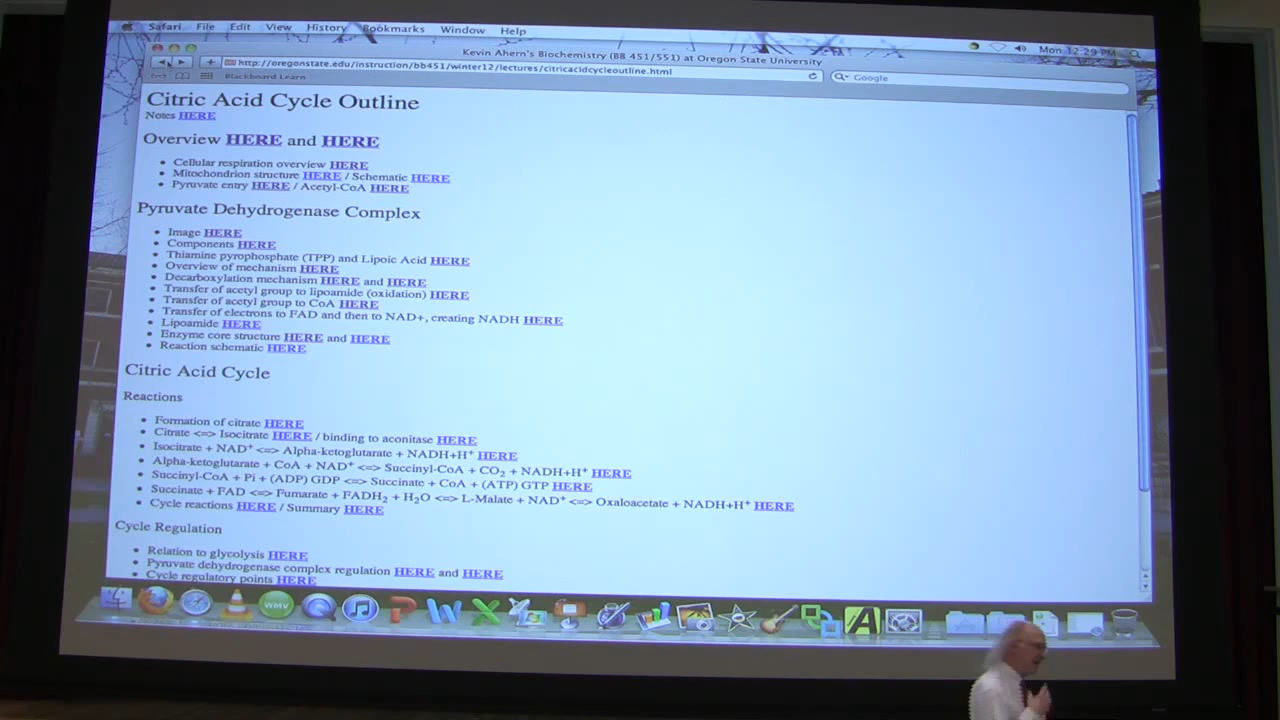 Safari File Edit View History Bookmarks Window Help Mon 12:29 PM
Kevin Ahern's Biochemistry (BB 451/551) at Oregon State University
http://oregonstate.edu/instruction/bb451/winter12/lectures/citricacidcycleoutline.html Google
Blackboard Learn
Citric Acid Cycle Outline
Notes HERE
Overview HERE and HERE
• Cellular respiration overview HERE
• Mitochondrion structure HERE / Schematic HERE
• Pyruvate entry HERE / Acetyl-CoA HERE
Pyruvate Dehydrogenase Complex
• Image HERE
• Components HERE
• Thiamine pyrophosphate (TPP) and Lipoic Acid HERE
• Overview of mechanism HERE
• Decarboxylation mechanism HERE and HERE
• Transfer of acetyl group to lipoamide (oxidation) HERE
• Transfer of acetyl group to CoA HERE
• Transfer of electrons to FAD and then to NAD+, creating NADH HERE
• Lipoamide HERE
• Enzyme core structure HERE and HERE
• Reaction schematic HERE
Citric Acid Cycle
Reactions
• Formation of citrate HERE
• Citrate <=> Isocitrate HERE / binding to aconitase HERE
• Isocitrate + NAD⁺ <=> Alpha-ketoglutarate + NADH+H⁺ HERE
• Alpha-ketoglutarate + CoA + NAD⁺ <=> Succinyl-CoA + CO₂ + NADH+H⁺ HERE
• Succinyl-CoA + Pi + (ADP) GDP <=> Succinate + CoA + (ATP) GTP HERE
• Succinate + FAD <=> Fumarate + FADH₂ + H₂O <=> L-Malate + NAD⁺ <=> Oxaloacetate + NADH+H⁺ HERE
• Cycle reactions HERE / Summary HERE
Cycle Regulation
• Relation to glycolysis HERE
• Pyruvate dehydrogenase complex regulation HERE and HERE
• Cycle regulatory points HERE
WMV